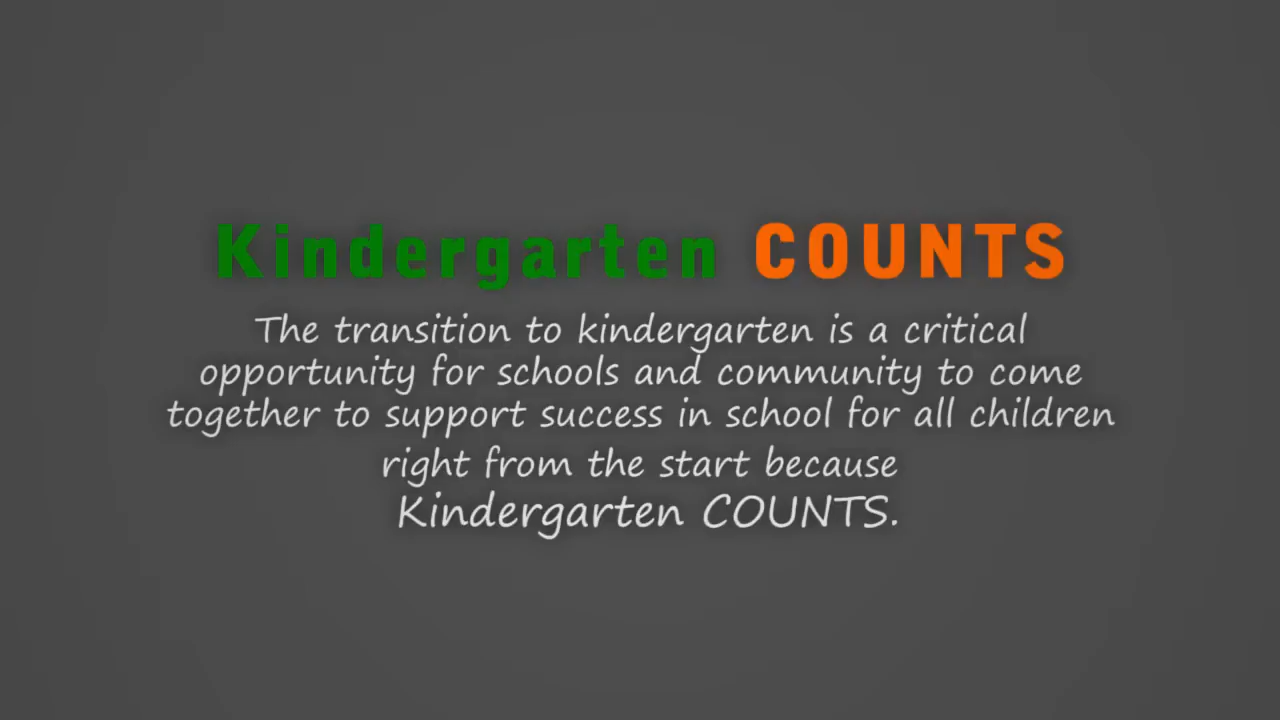 Kindergarten COUNTS
The transition to kindergarten is a critical
opportunity for schools and community to come
together to support success in school for all children
right from the start because
Kindergarten COUNTS.